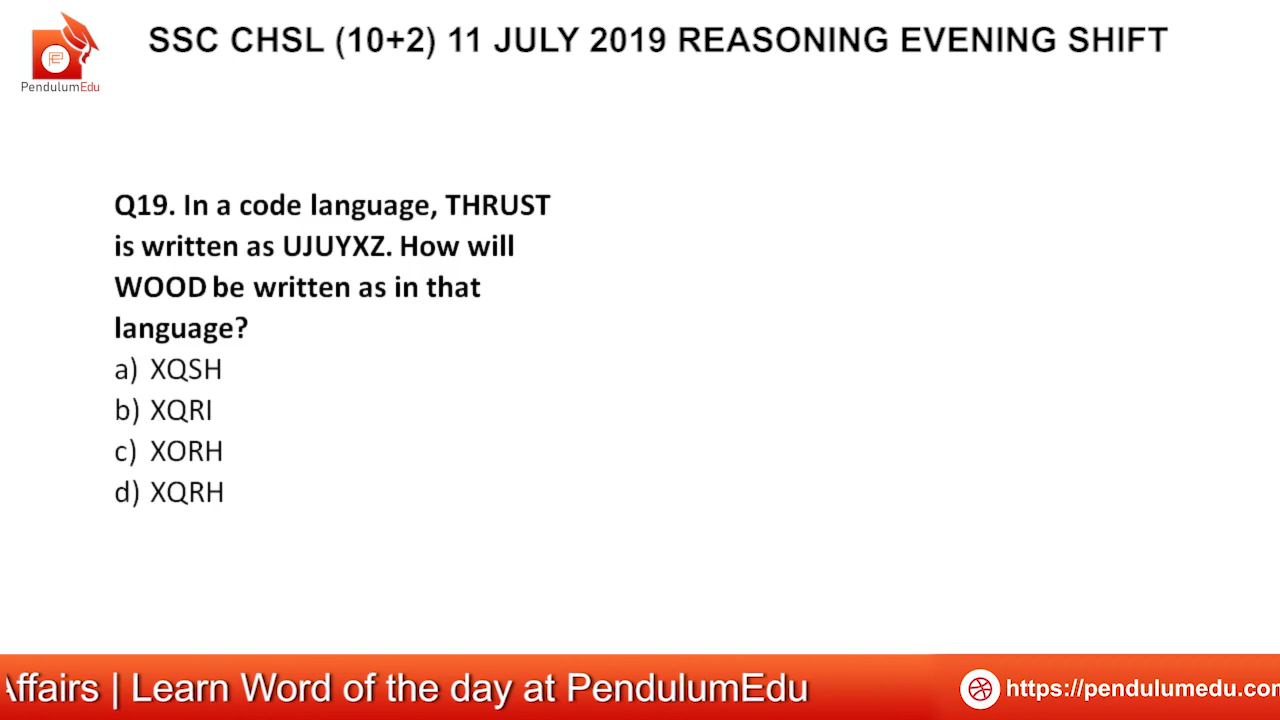 SSC CHSL (10+2) 11 JULY 2019 REASONING EVENING SHIFT
PendulumEdu
Q19. In a code language, THRUST
is written as UJUYXZ. How will
WOOD be written as in that
language?
a) XQSH
b) XQRI
c) XORH
d) XQRH
Affairs | Learn Word of the day at PendulumEdu
https://pendulumedu.com